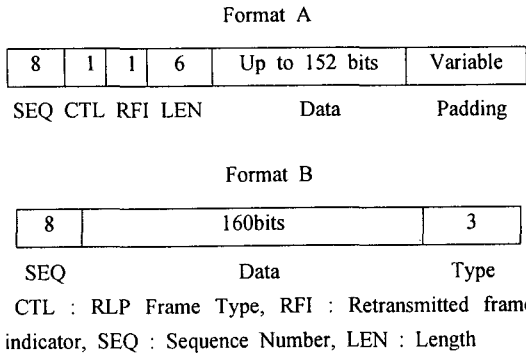 Format A
8 1 1 6 Up to 152 bits Variable
SEQ CTL RFI LEN Data Padding
Format B
8 160bits 3
SEQ Data Type
CTL : RLP Frame Type, RFI : Retransmitted frame
indicator, SEQ : Sequence Number, LEN : Length